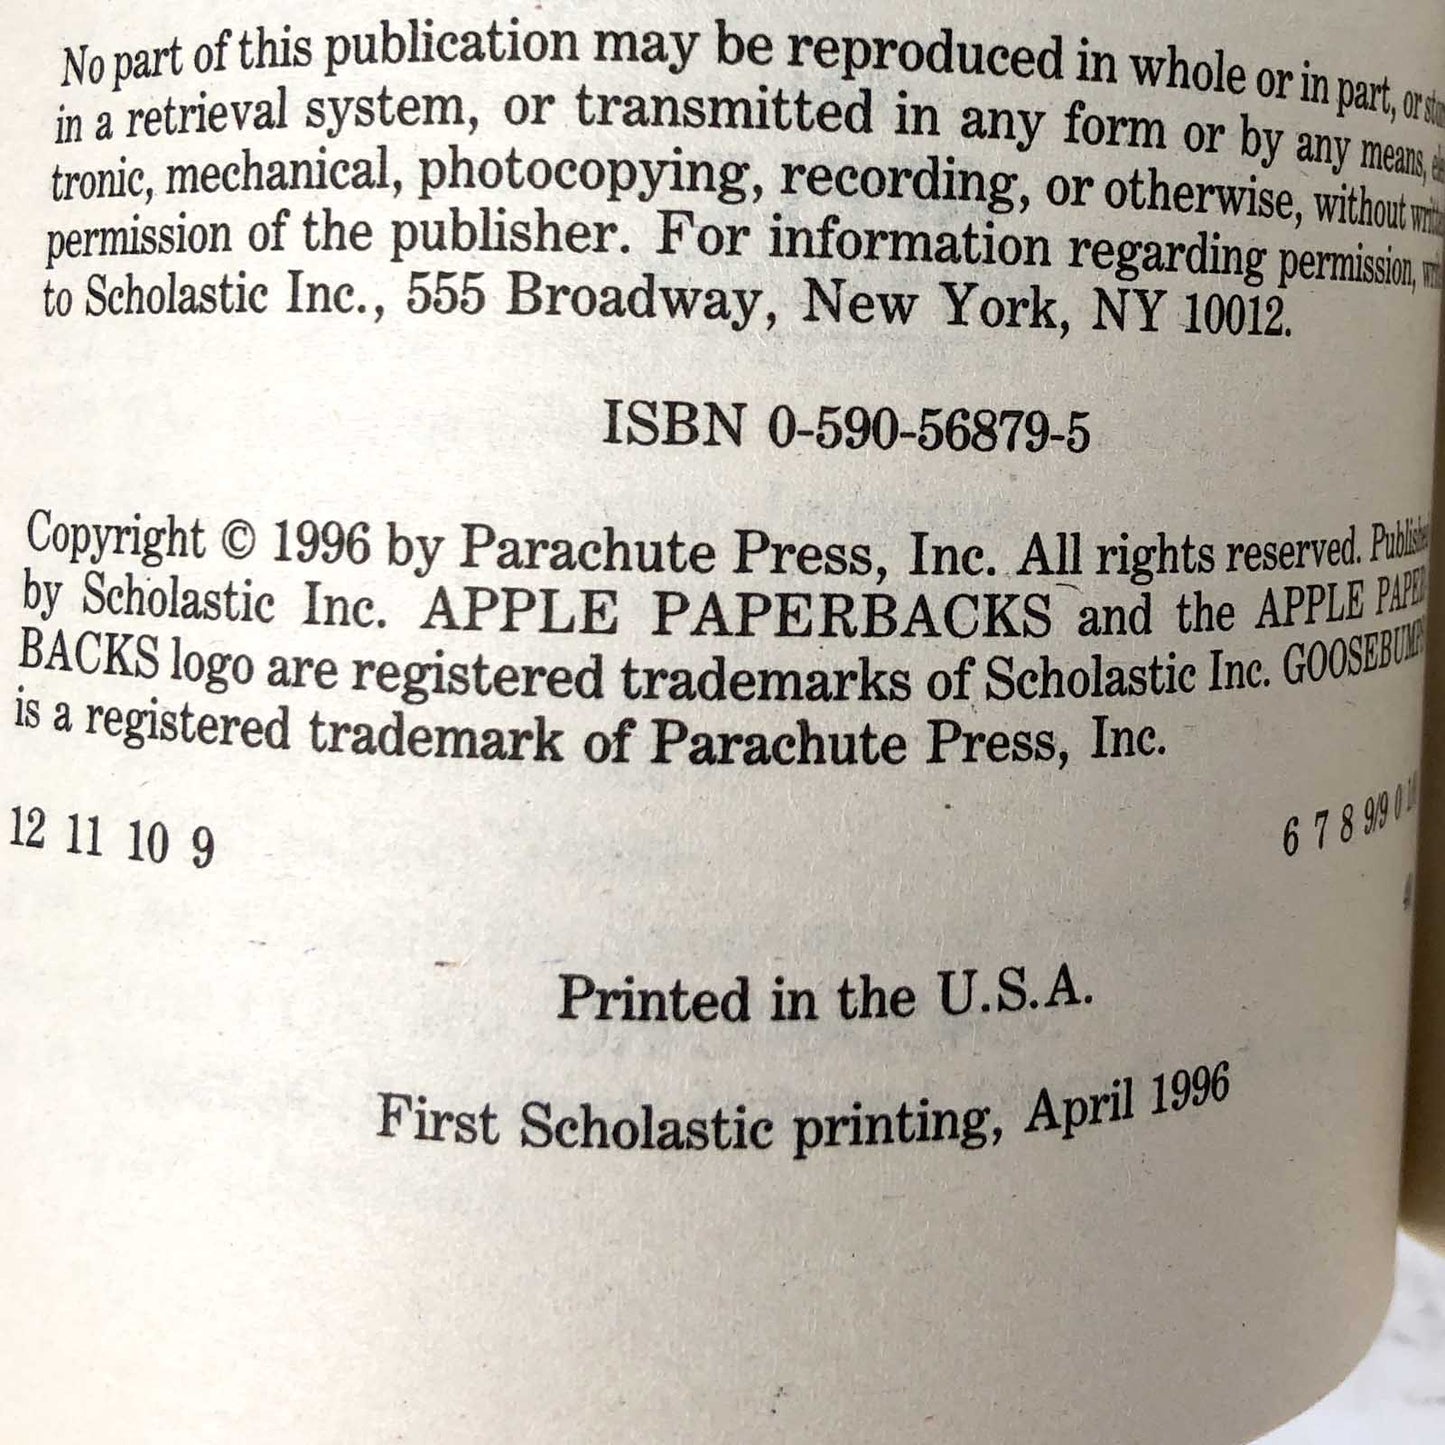 No part of this publication may be reproduced in whole or in part, or
in a retrieval system, or transmitted in any form or by any means,
tronic, mechanical, photocopying, recording, or otherwise, without
permission of the publisher. For information regarding permission,
to Scholastic Inc., 555 Broadway, New York, NY 10012.
ISBN 0-590-56879-5
Copyright © 1996 by Parachute Press, Inc. All rights reserved.
by Scholastic Inc. APPLE PAPERBACKS and the APPLE PAPER
BACKS logo are registered trademarks of Scholastic Inc. GOOSEBUMPS
is a registered trademark of Parachute Press, Inc.
12 11 10 9 6 7 8 9/9 0
Printed in the U.S.A.
First Scholastic printing, April 1996